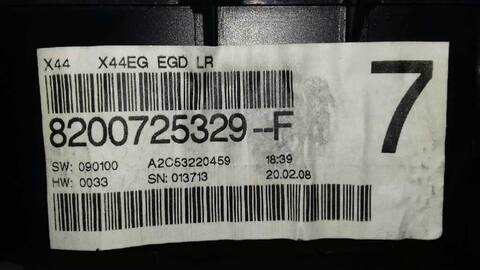 X44 X44EG EGD LR
8200725329--F
7
SW: 090100 A2C53220459 18:39
HW: 0033 SN: 013713 20.02.08